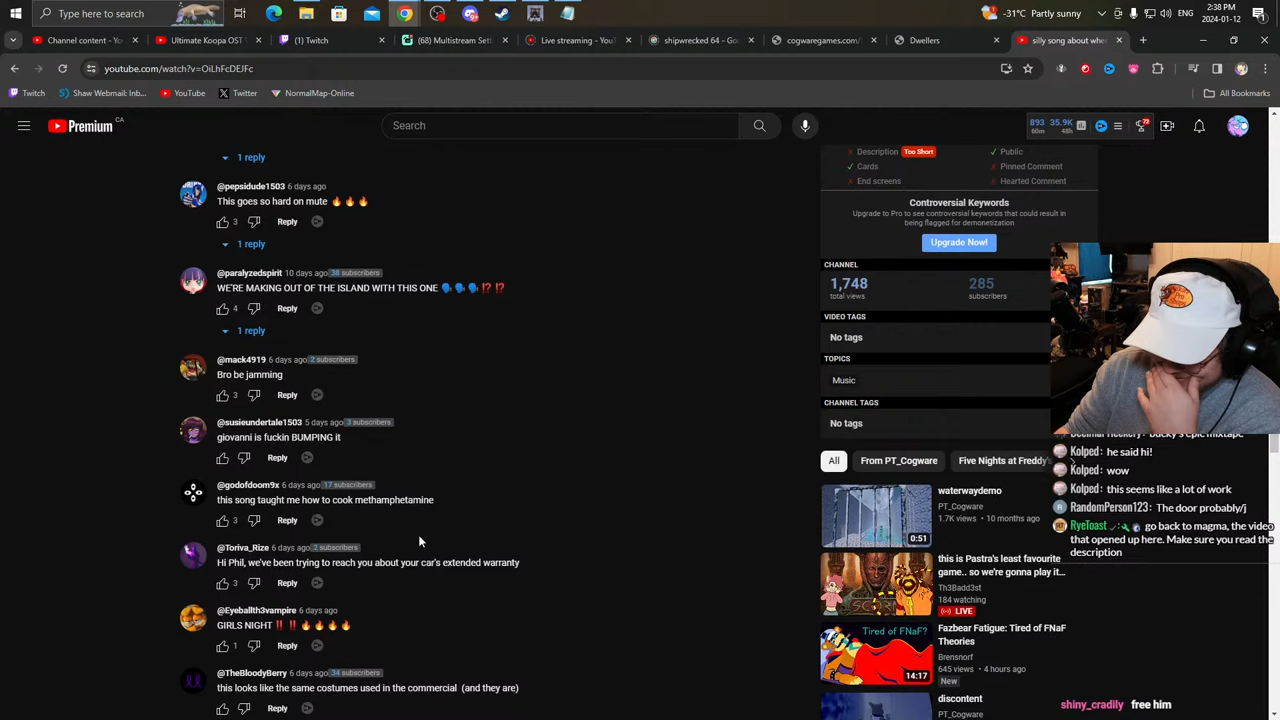 Type here to search
-31°C Partly sunny
ENG
2:38 PM
2024-01-12
Channel content - Yo
Ultimate Koopa OST V
(1) Twitch
(68) Multistream Set
Live streaming - You
shipwrecked 64 - Goo
cogwaregames.com/
Dwellers
silly song about whe
youtube.com/watch?v=OiLhFcDEJFc
Twitch
Shaw Webmail: Inb...
YouTube
Twitter
NormalMap-Online
All Bookmarks
Premium CA
Search
893 60m
35.9K 48h
72
1 reply
@pepsidude1503 6 days ago
This goes so hard on mute 🔥🔥🔥
3 Reply
1 reply
@paralyzedspirit 10 days ago 38 subscribers
WE'RE MAKING OUT OF THE ISLAND WITH THIS ONE 🗣️🗣️🗣️⁉️⁉️
4 Reply
1 reply
@mack4919 6 days ago 2 subscribers
Bro be jamming
3 Reply
@susieundertale1503 5 days ago 3 subscribers
giovanni is fuckin BUMPING it
Reply
@godofdoom9x 6 days ago 17 subscribers
this song taught me how to cook methamphetamine
3 Reply
@Toriva_Rize 6 days ago 2 subscribers
Hi Phil, we've been trying to reach you about your car's extended warranty
3 Reply
@Eyeballth3vampire 6 days ago
GIRLS NIGHT‼️‼️🔥🔥🔥🔥
1 Reply
@TheBloodyBerry 6 days ago 34 subscribers
this looks like the same costumes used in the commercial (and they are)
Reply
Description Too Short
Public
Cards
Pinned Comment
End screens
Hearted Comment
Controversial Keywords
Upgrade to Pro to see controversial keywords that could result in
being flagged for demonetization
Upgrade Now!
CHANNEL
1,748
total views
285
subscribers
VIDEO TAGS
No tags
TOPICS
Music
CHANNEL TAGS
No tags
All
From PT_Cogware
Five Nights at Freddy's
waterwaydemo
PT_Cogware
1.7K views • 10 months ago
0:51
this is Pastra's least favourite
game.. so we're gonna play it...
Th3Badd3st
184 watching
LIVE
Tired of FNaF?
Fazbear Fatigue: Tired of FNaF
Theories
Brensnorf
645 views • 4 hours ago
14:17
New
discontent
PT_Cogware
Bass Pro Shops
Kolped: he said hi!
Kolped: wow
Kolped: this seems like a lot of work
RandomPerson123: The door probably/j
RyeToast: go back to magma, the video
that opened up here. Make sure you read the
description
shiny_cradily free him